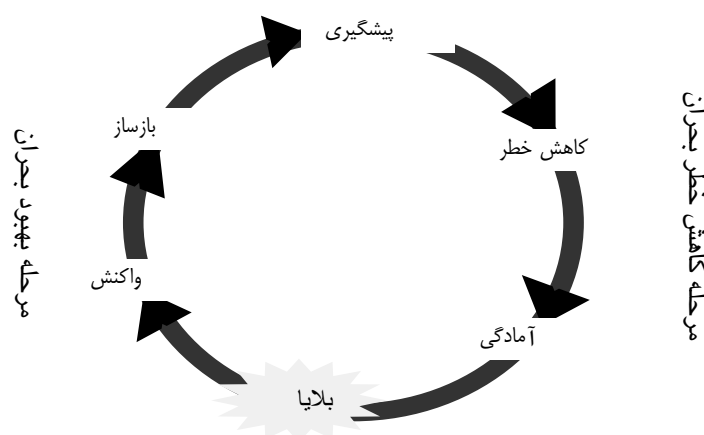 پیشگیری
کاهش خطر
آمادگی
بلایا
واکنش
بازساز
مرحله کاهش خطر بحران
مرحله بهبود بحران